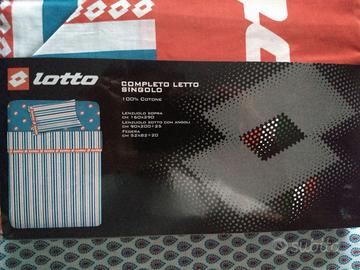 lotto
COMPLETO LETTO
SINGOLO
100% COTONE
LENZUOLO SOPRA
CM 160X290
LENZUOLO SOTTO CON ANGOLI
CM 90X200+25
FEDERA
CM 52X82+20
subito